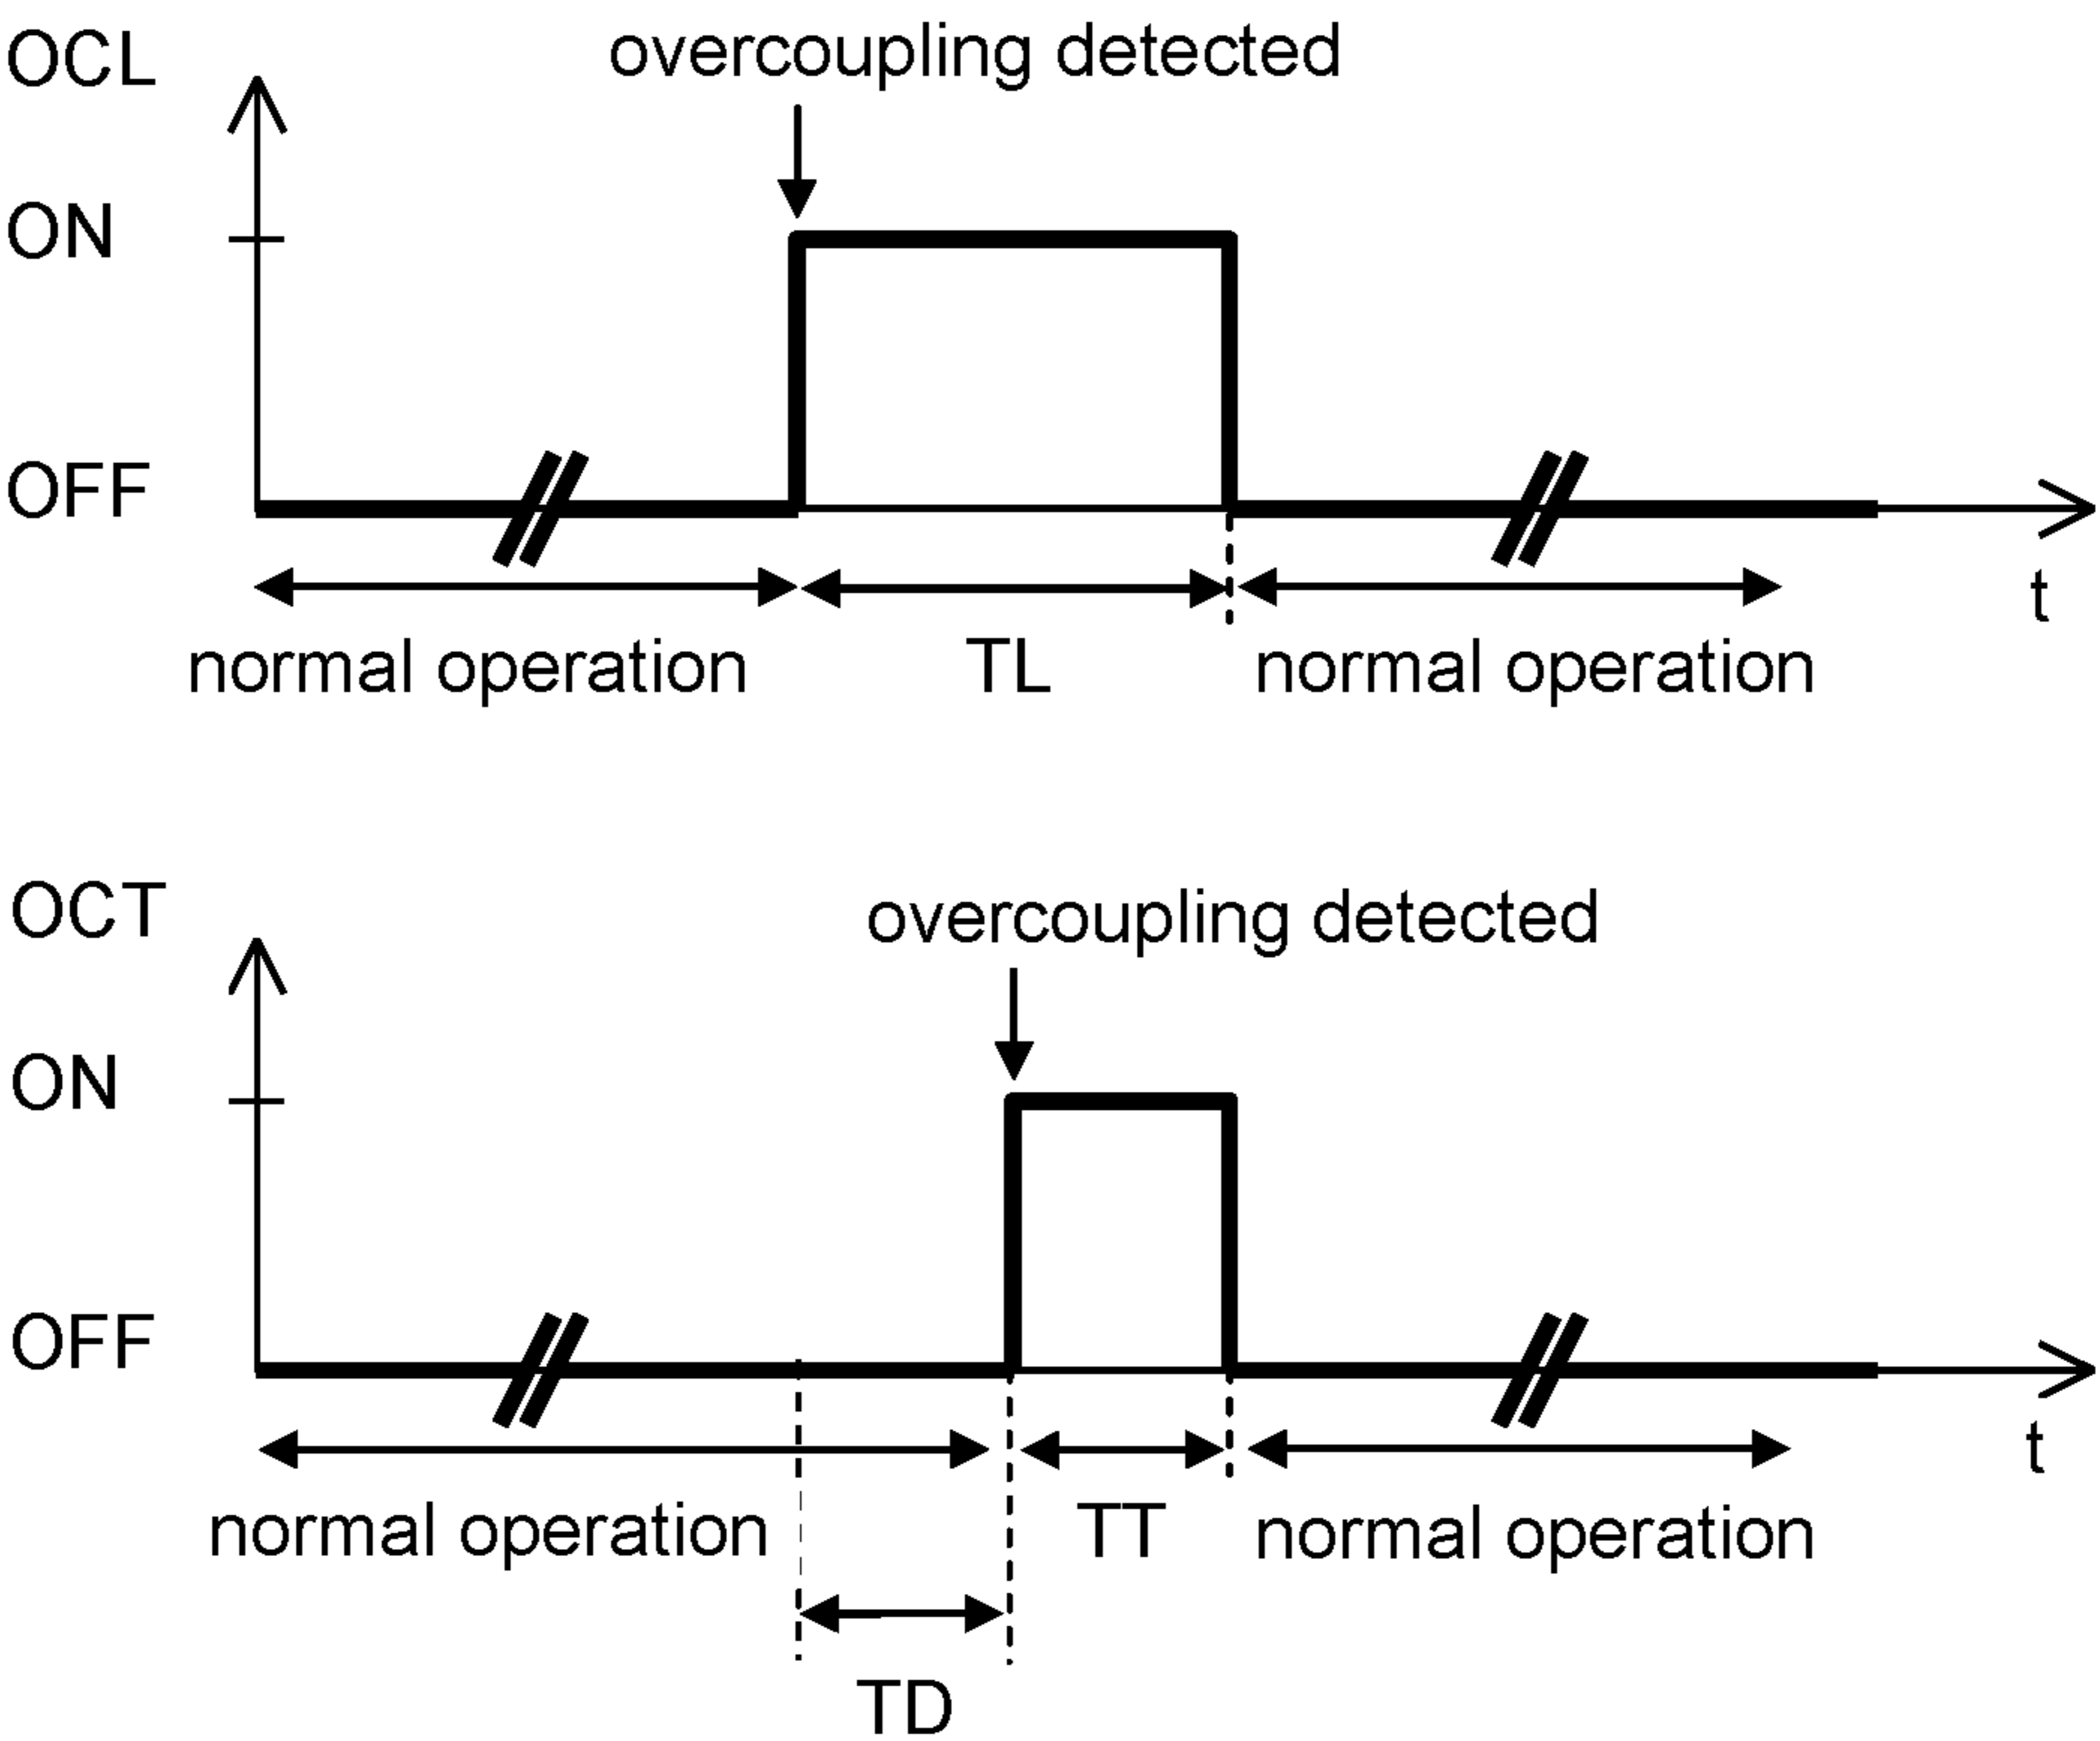 OCL
overcoupling detected
ON
OFF
t
normal operation TL normal operation
OCT
overcoupling detected
ON
OFF
t
normal operation TT normal operation
TD